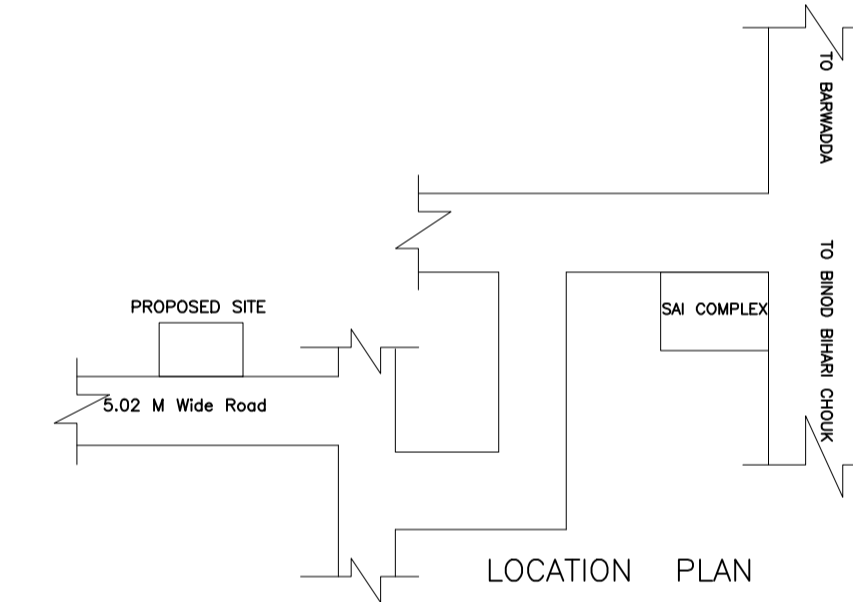 TO BARWADDA
TO BINOD BIHARI CHOUK
PROPOSED SITE
SAI COMPLEX
5.02 M Wide Road
LOCATION PLAN